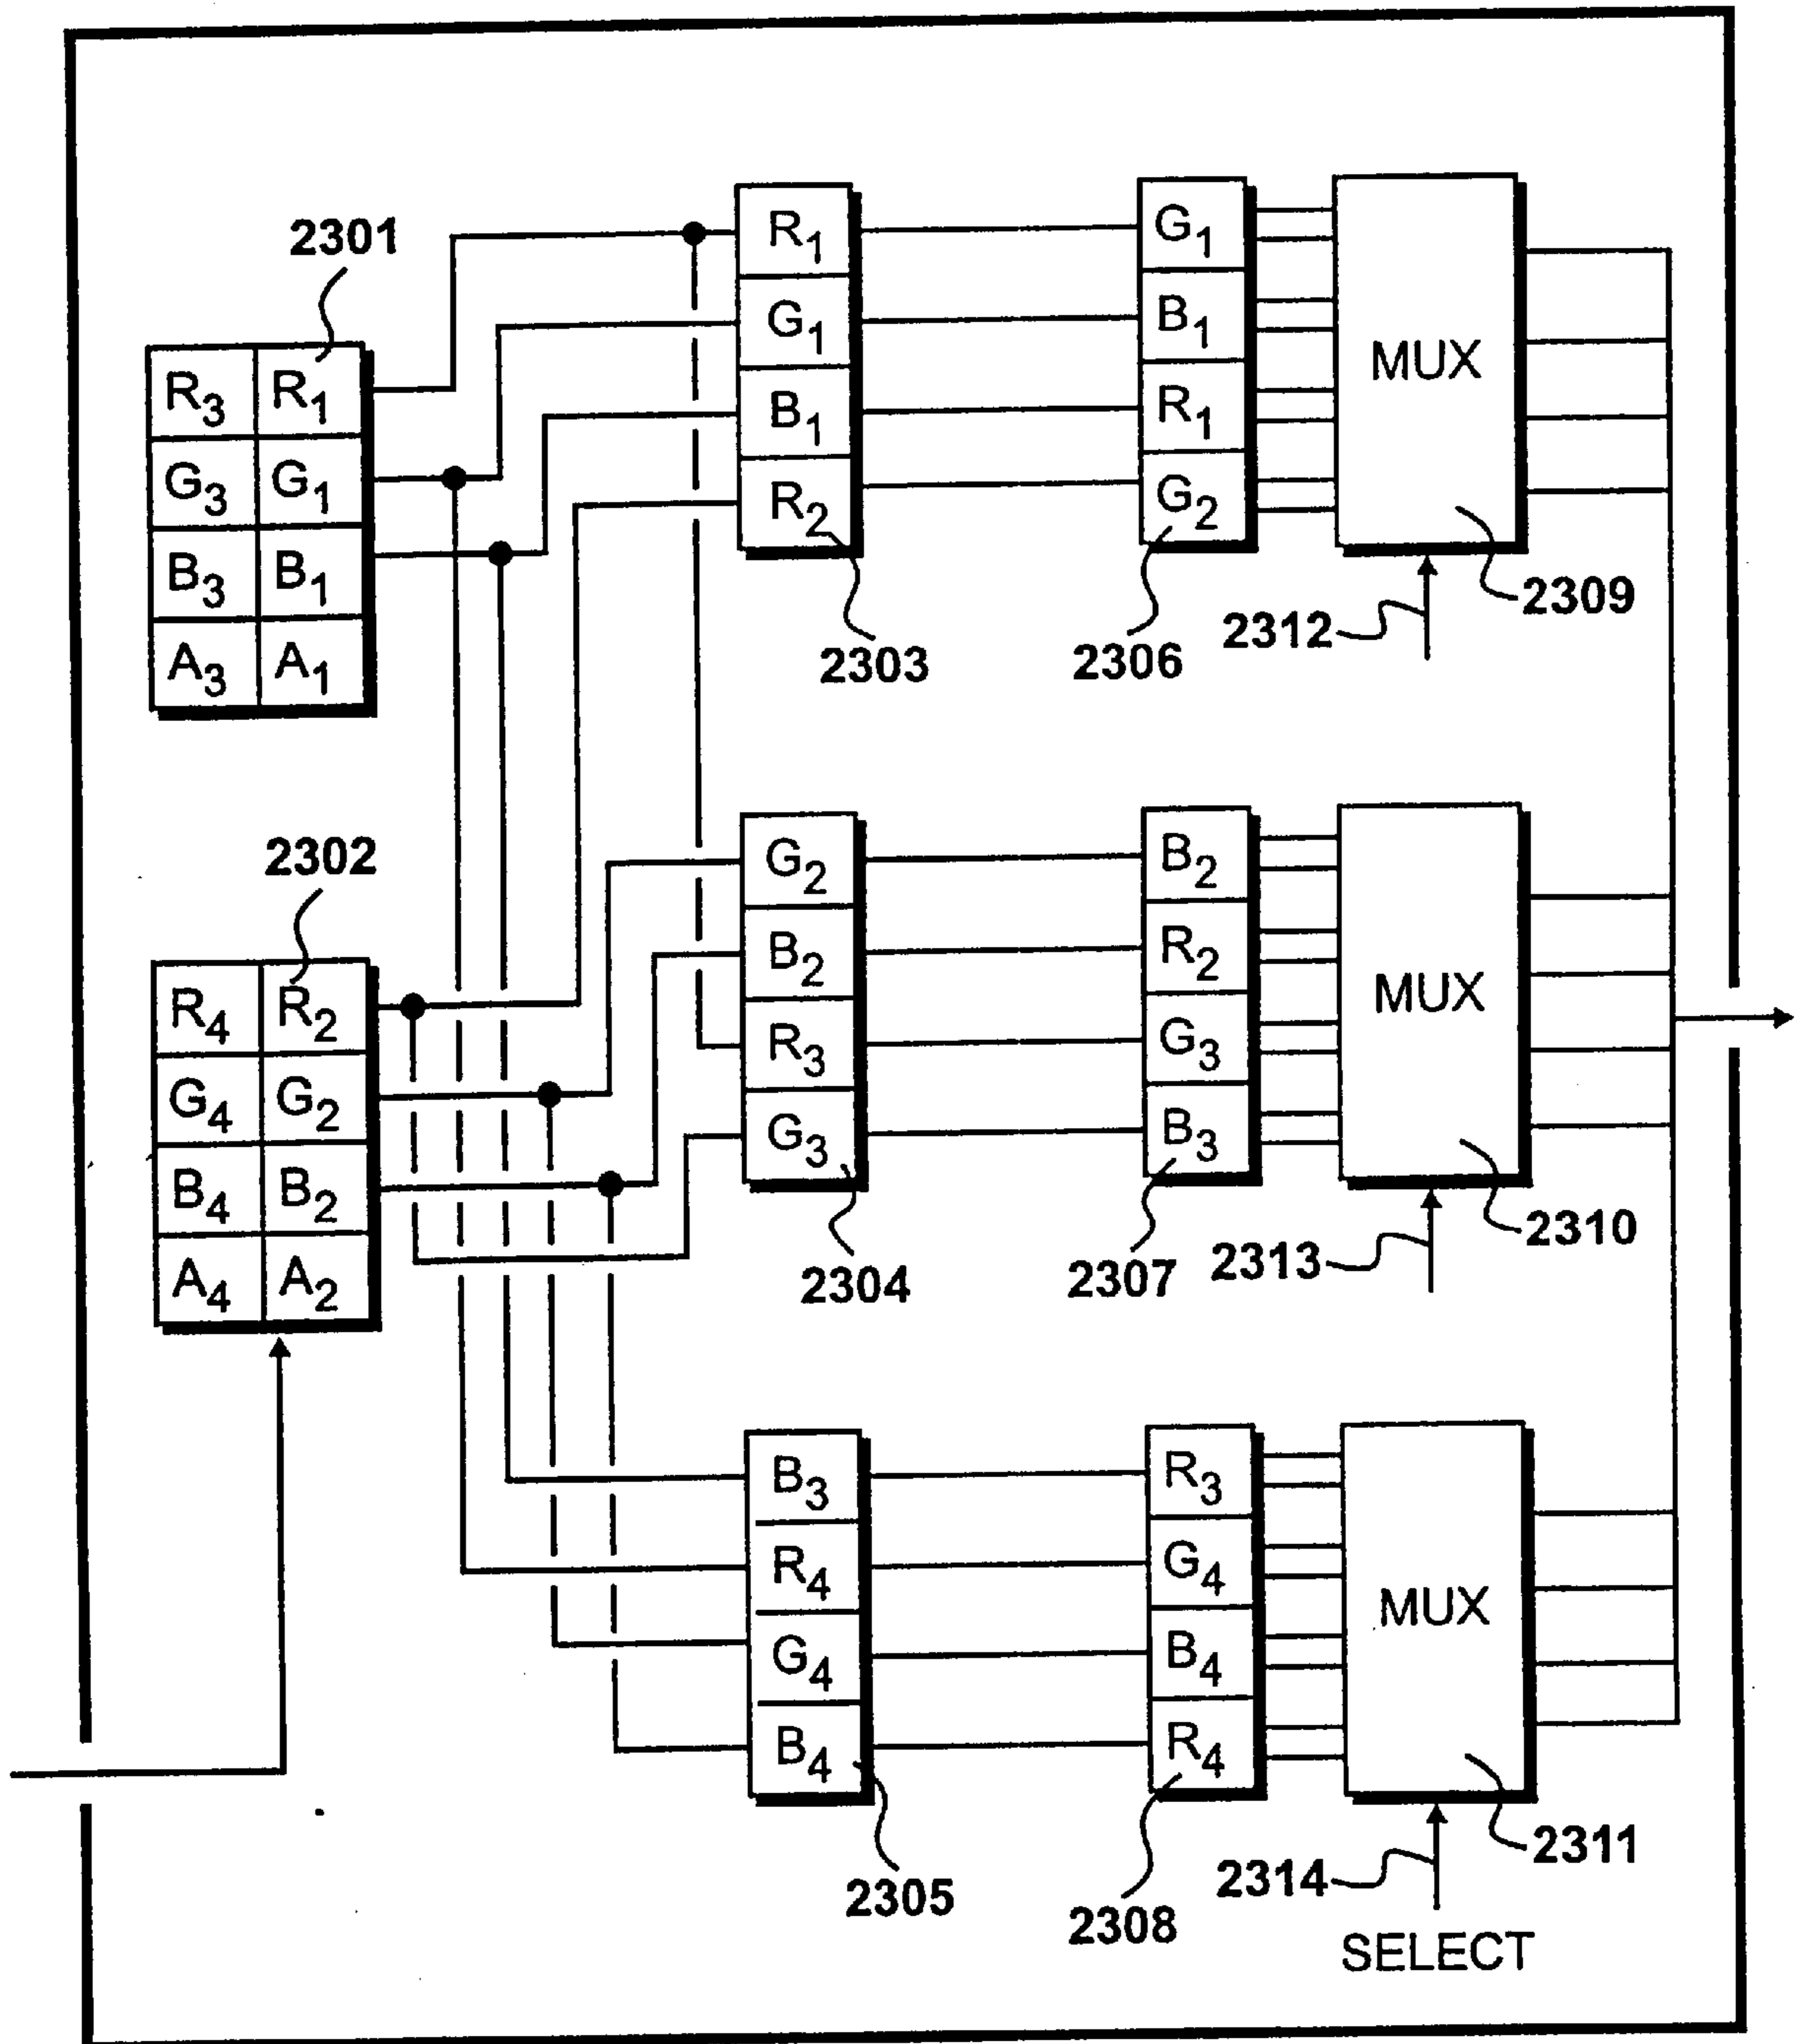 2301
R3 R1
G3 G1
B3 B1
A3 A1
2302
R4 R2
G4 G2
B4 B2
A4 A2
R1
G1
B1
R2
2303
G1
B1
R1
G2
2306
MUX
2309
2312
G2
B2
R3
G3
2304
B2
R2
G3
B3
2307
MUX
2310
2313
B3
R4
G4
B4
2305
R3
G4
B4
R4
2308
MUX
2311
2314
SELECT